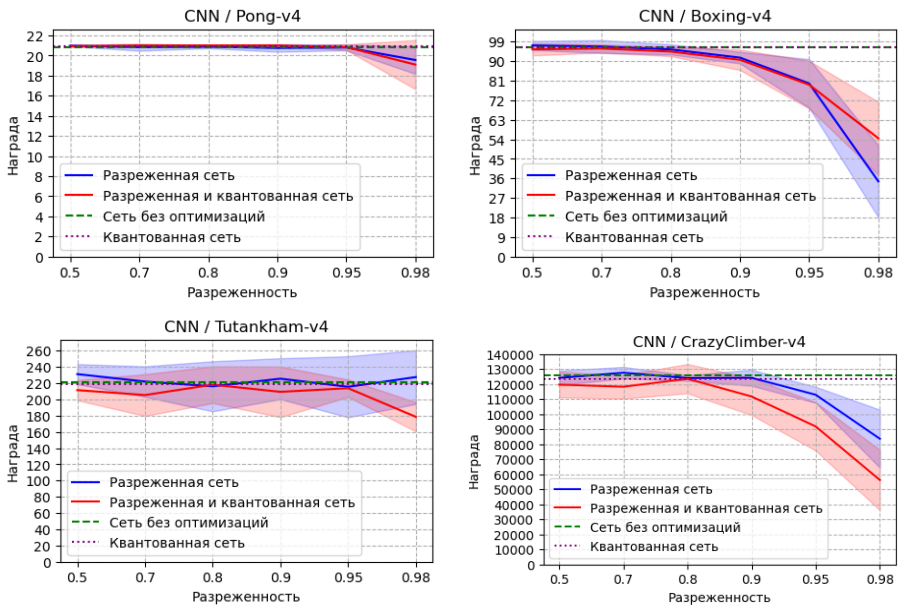 CNN / Pong-v4
22
20
18
16
14
12
10
8
6
4
2
0
Награда
Разреженная сеть
Разреженная и квантованная сеть
Сеть без оптимизаций
Квантованная сеть
0.5 0.7 0.8 0.9 0.95 0.98
Разреженность
CNN / Boxing-v4
99
90
81
72
63
54
45
36
27
18
9
0
Награда
Разреженная сеть
Разреженная и квантованная сеть
Сеть без оптимизаций
Квантованная сеть
0.5 0.7 0.8 0.9 0.95 0.98
Разреженность
CNN / Tutankham-v4
260
240
220
200
180
160
140
120
100
80
60
40
20
0
Награда
Разреженная сеть
Разреженная и квантованная сеть
Сеть без оптимизаций
Квантованная сеть
0.5 0.7 0.8 0.9 0.95 0.98
Разреженность
CNN / CrazyClimber-v4
140000
130000
120000
110000
100000
90000
80000
70000
60000
50000
40000
30000
20000
10000
0
Награда
Разреженная сеть
Разреженная и квантованная сеть
Сеть без оптимизаций
Квантованная сеть
0.5 0.7 0.8 0.9 0.95 0.98
Разреженность